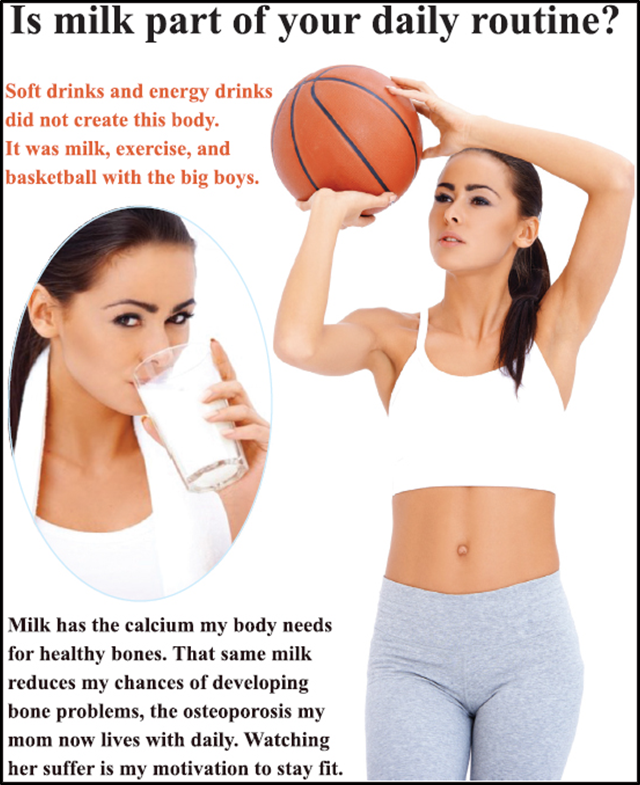 Is milk part of your daily routine?
Soft drinks and energy drinks
did not create this body.
It was milk, exercise, and
basketball with the big boys.
Milk has the calcium my body needs
for healthy bones. That same milk
reduces my chances of developing
bone problems, the osteoporosis my
mom now lives with daily. Watching
her suffer is my motivation to stay fit.